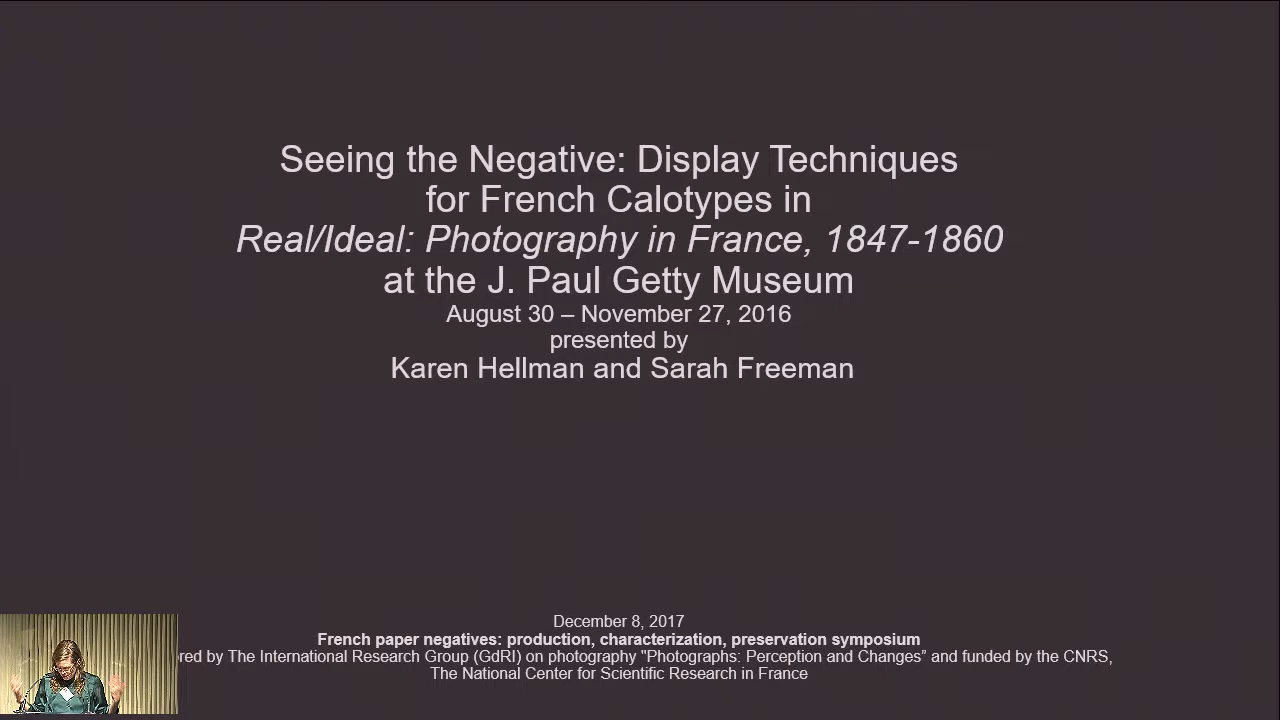 Seeing the Negative: Display Techniques
for French Calotypes in
Real/Ideal: Photography in France, 1847-1860
at the J. Paul Getty Museum
August 30 – November 27, 2016
presented by
Karen Hellman and Sarah Freeman
December 8, 2017
French paper negatives: production, characterization, preservation symposium
by The International Research Group (GdRI) on photography "Photographs: Perception and Changes” and funded by the CNRS,
The National Center for Scientific Research in France